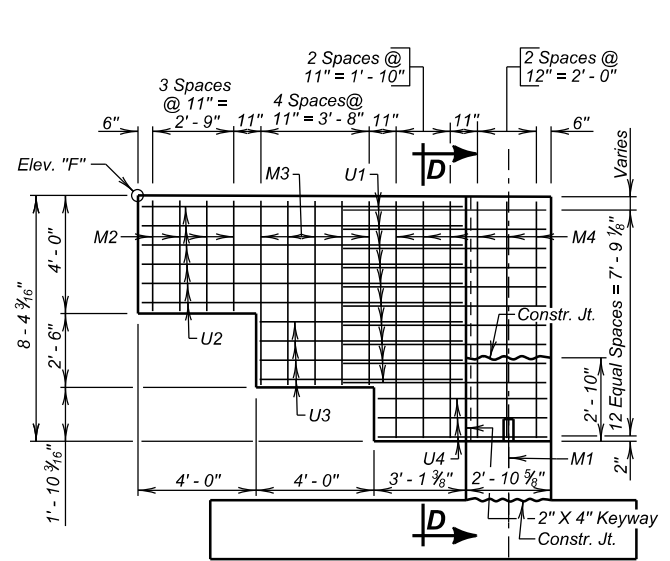 2 Spaces @
11" = 1' - 10"
2 Spaces @
12" = 2' - 0"
3 Spaces
@ 11" =
2' - 9"
4 Spaces@
11" = 3' - 8"
6"
11"
11"
11"
6"
Elev. "F"
M3
U1
D
Varies
M2
M4
4' - 0"
8 - 4 3/16"
2' - 6"
1' - 10 3/16"
U2
U3
U4
Constr. Jt.
12 Equal Spaces = 7' - 9 1/8"
2' - 10"
2"
M1
4' - 0"
4' - 0"
3' - 1 3/8"
2' - 10 5/8"
D
2" X 4" Keyway
Constr. Jt.